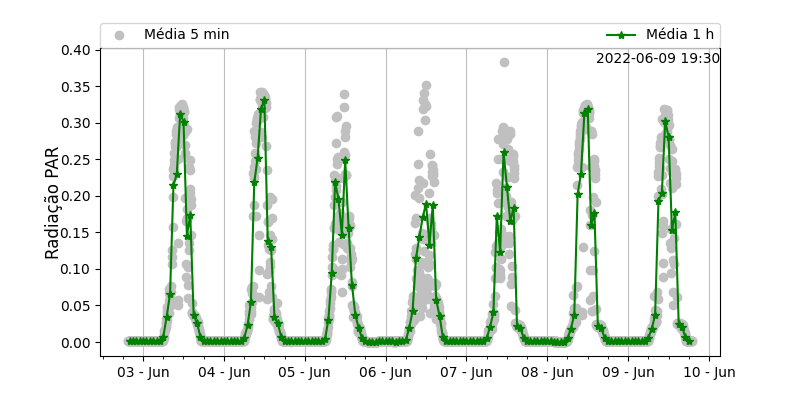 Média 5 min
Média 1 h
2022-06-09 19:30
Radiação PAR
0.40
0.35
0.30
0.25
0.20
0.15
0.10
0.05
0.00
03 - Jun
04 - Jun
05 - Jun
06 - Jun
07 - Jun
08 - Jun
09 - Jun
10 - Jun